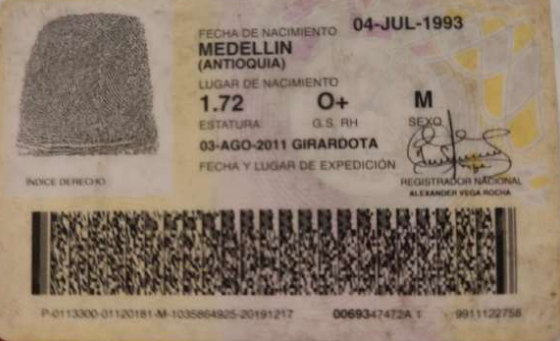 FECHA DE NACIMIENTO 04-JUL-1993
MEDELLIN
(ANTIOQUIA)
LUGAR DE NACIMIENTO
1.72 O+ M
ESTATURA G.S. RH SEXO
03-AGO-2011 GIRARDOTA
FECHA Y LUGAR DE EXPEDICIÓN
INDICE DERECHO
REGISTRADOR NACIONAL
ALEXANDER VEGA ROCHA
P-0113300-01120181-M-1035864925-20191217 0069347472A 1 9911122758